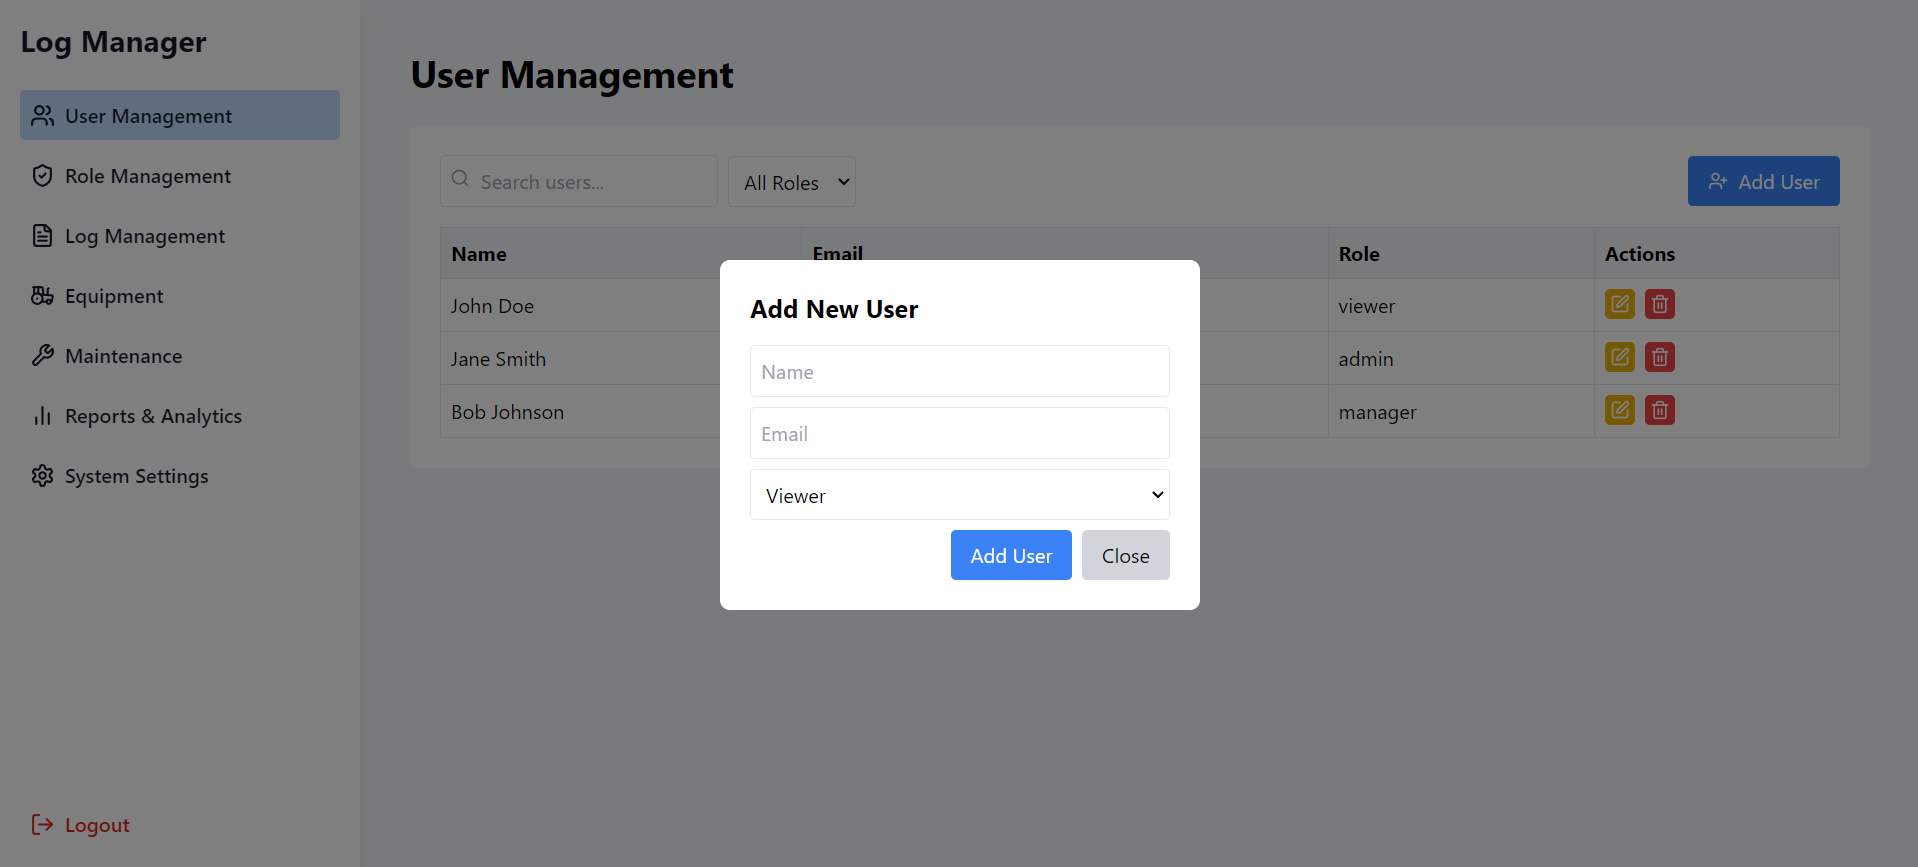 Log Manager
User Management
Role Management
Log Management
Equipment
Maintenance
Reports & Analytics
System Settings
Logout
User Management
Search users...
All Roles
Add User
Name Email Role Actions
John Doe viewer
Jane Smith admin
Bob Johnson manager
Add New User
Name
Email
Viewer
Add User Close